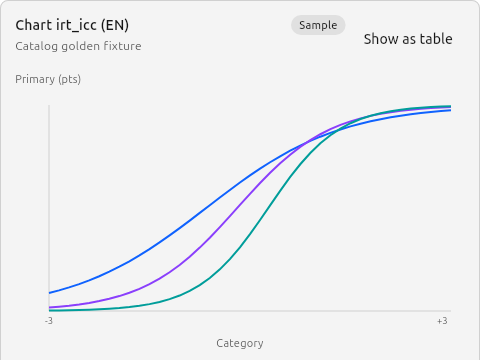 Chart irt_icc (EN)
Sample
Catalog golden fixture
Show as table
Primary (pts)
-3
+3
Category